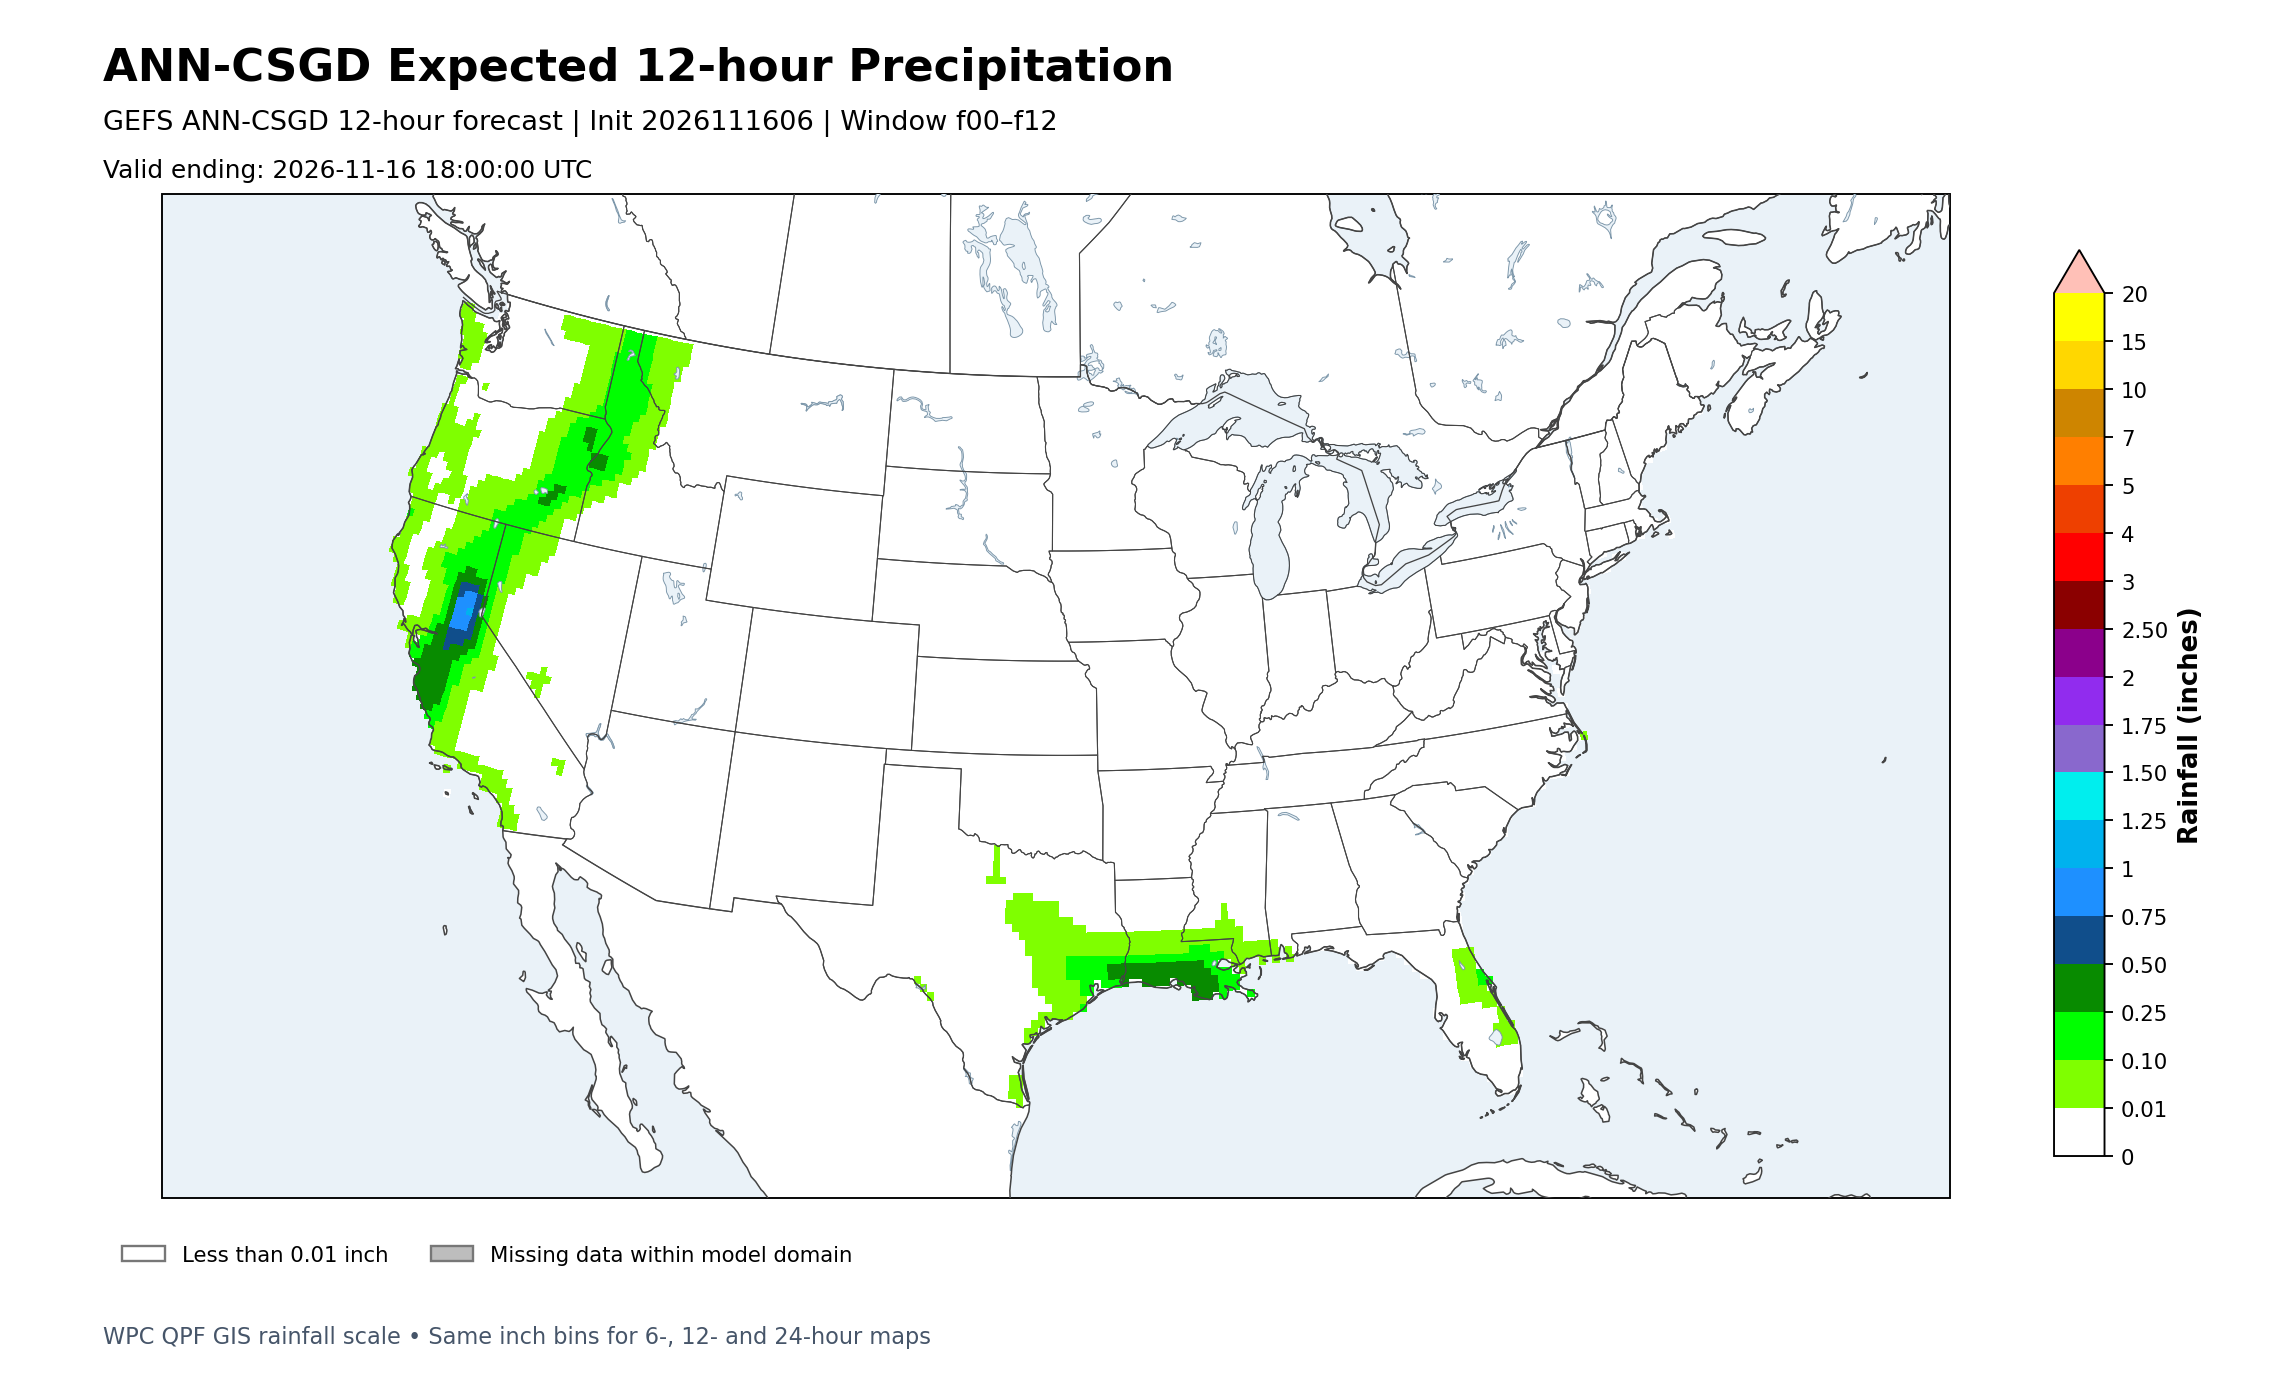 ANN-CSGD Expected 12-hour Precipitation
GEFS ANN-CSGD 12-hour forecast | Init 2026111606 | Window f00–f12
Valid ending: 2026-11-16 18:00:00 UTC
20
15
10
7
5
4
3
2.50
2
1.75
1.50
1.25
1
0.75
0.50
0.25
0.10
0.01
0
Rainfall (inches)
Less than 0.01 inch
Missing data within model domain
WPC QPF GIS rainfall scale • Same inch bins for 6-, 12- and 24-hour maps